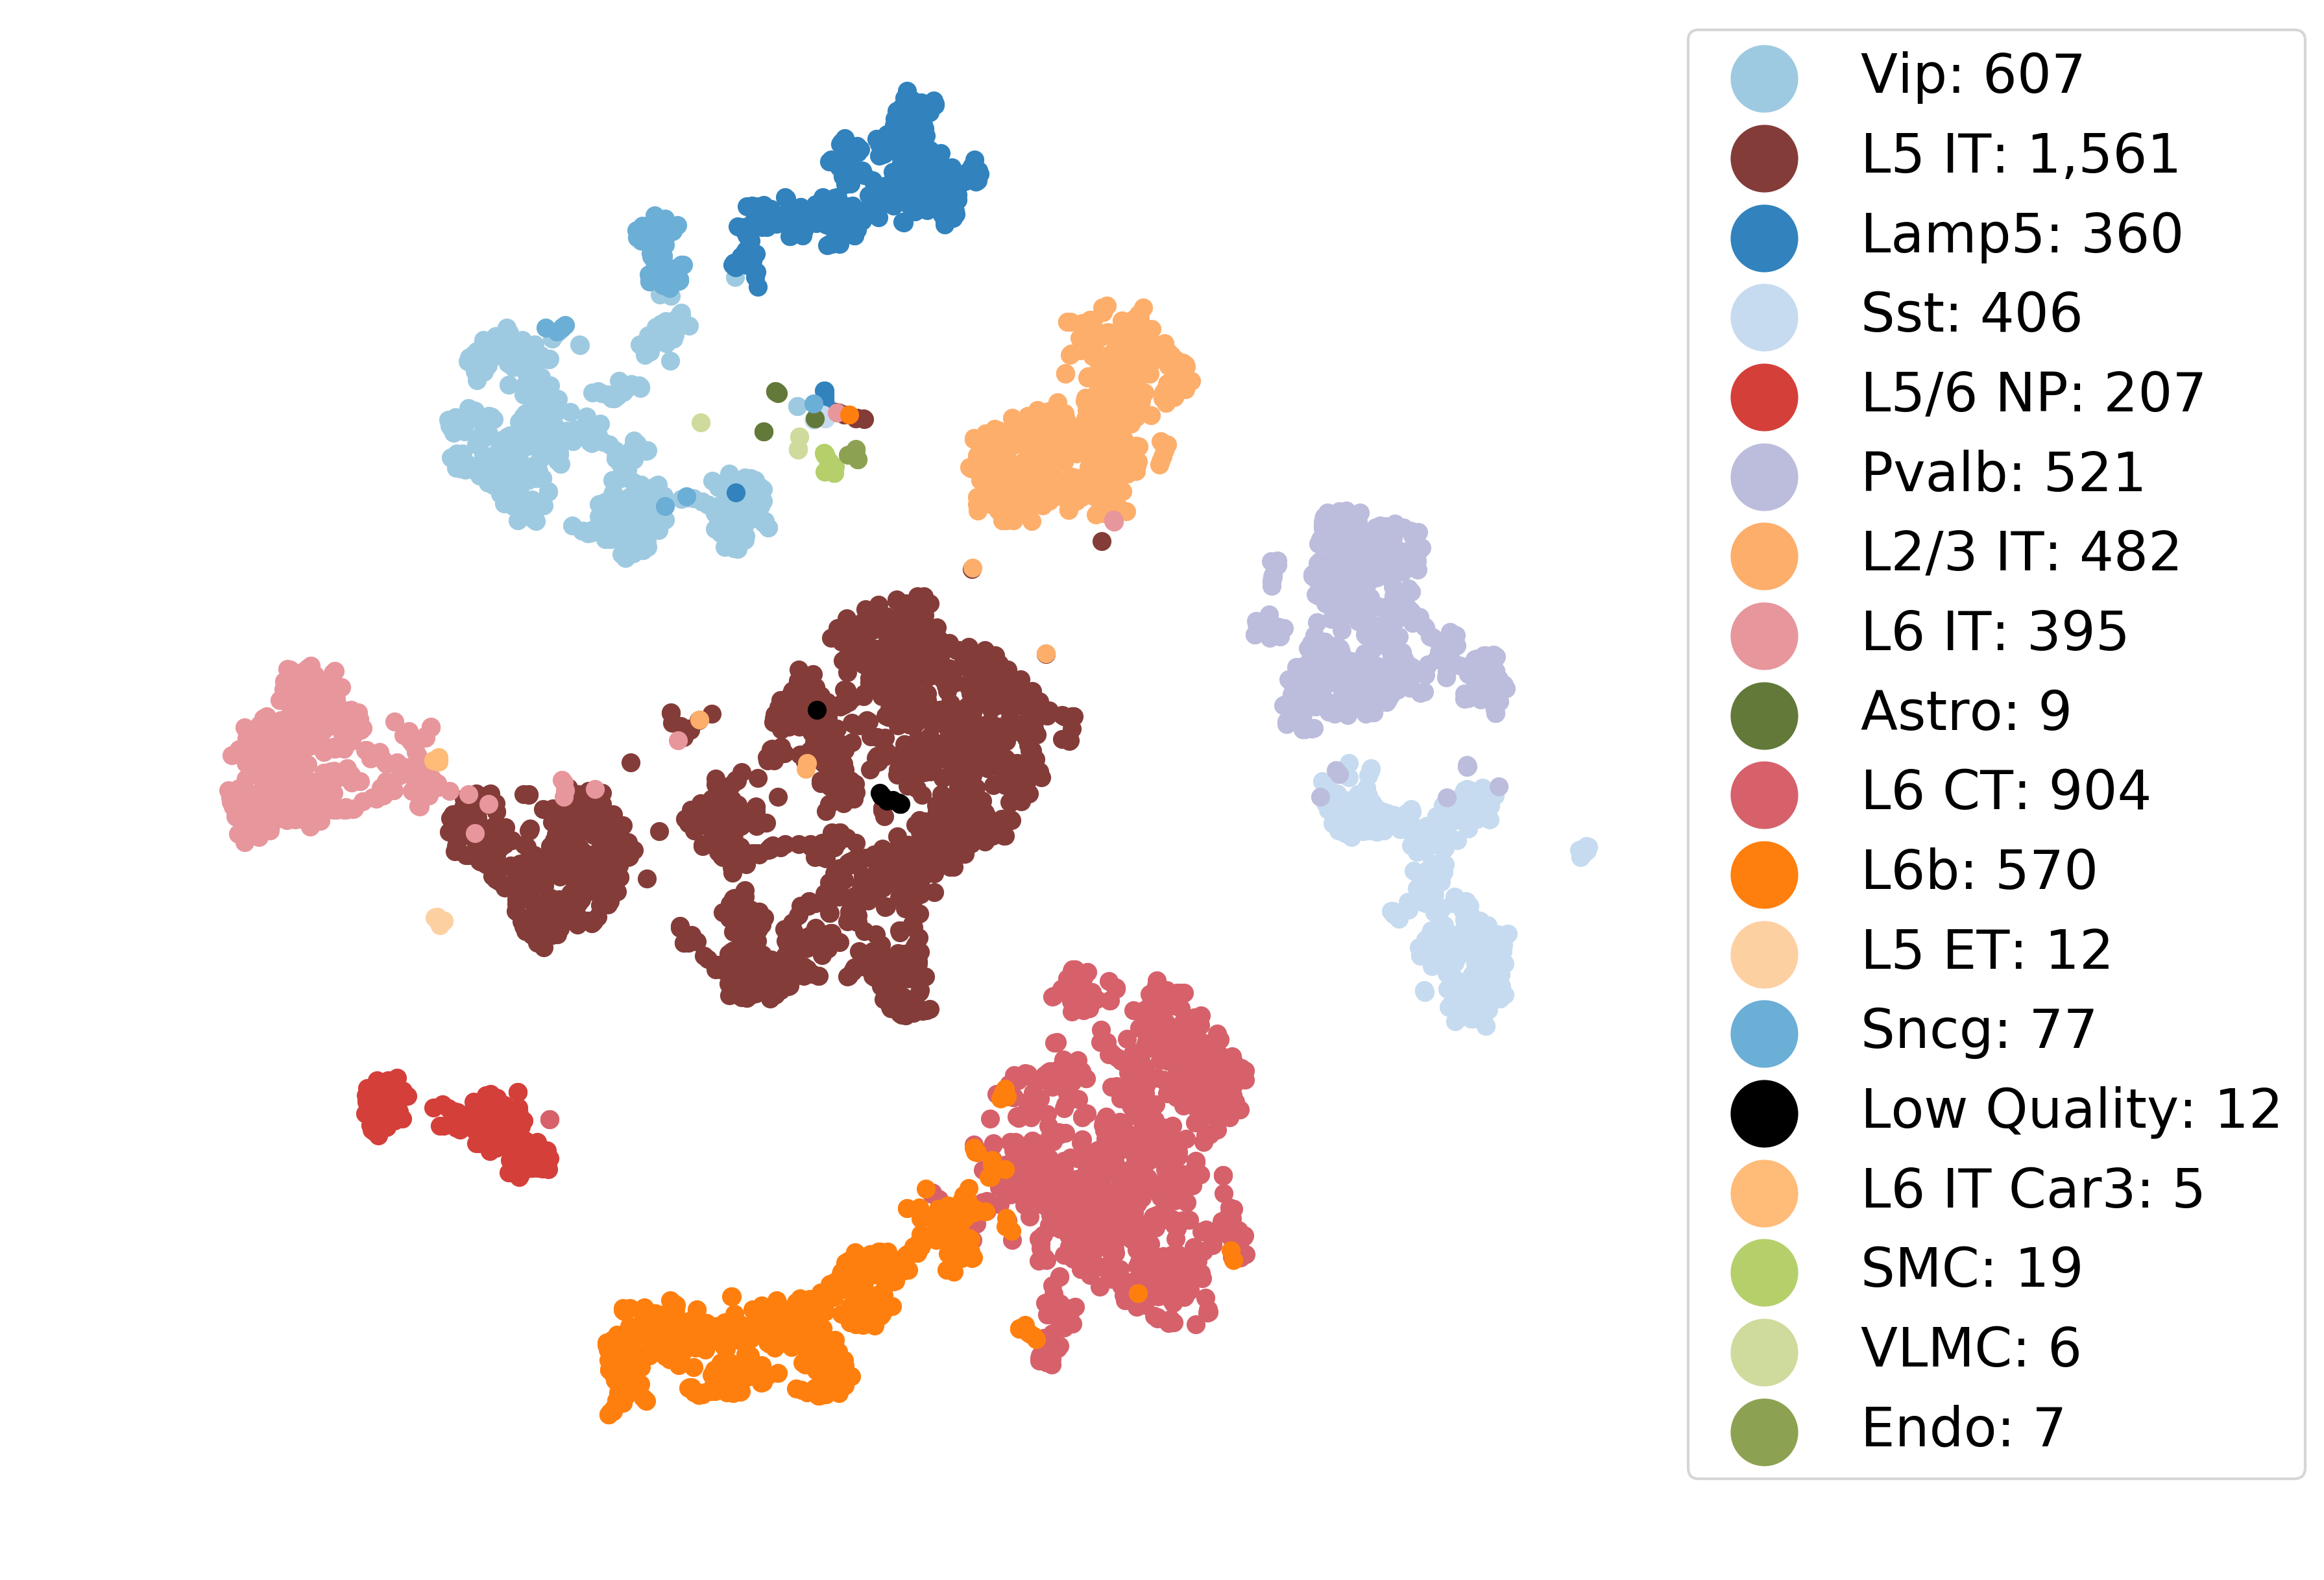 Vip: 607
L5 IT: 1,561
Lamp5: 360
Sst: 406
L5/6 NP: 207
Pvalb: 521
L2/3 IT: 482
L6 IT: 395
Astro: 9
L6 CT: 904
L6b: 570
L5 ET: 12
Sncg: 77
Low Quality: 12
L6 IT Car3: 5
SMC: 19
VLMC: 6
Endo: 7